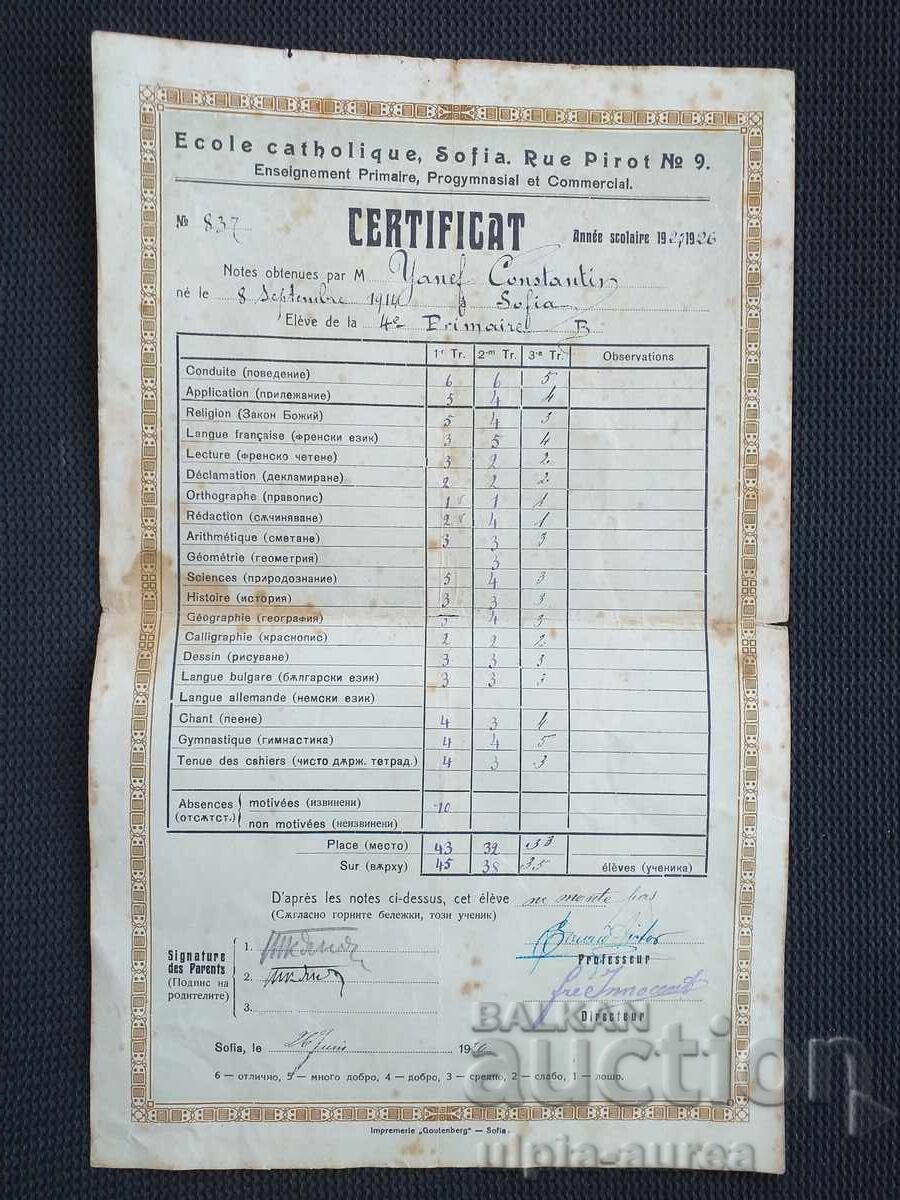 Ecole catholique, Sofia. Rue Pirot № 9.
Enseignement Primaire, Progymnasial et Commercial.
№ 837 CERTIFICAT Année scolaire 192 1926
Notes obtenues par M Yanef Constantin
né le 8 Septembre 1914 à Sofia
Elève de la 4e Primaire B
1r Tr. 2-m Tr. 3-e Tr. Observations
Conduite (поведение) 6 6 5
Application (прилежание) 5 4 4
Religion (Закон Божий) 5 4 3
Langue française (френски език) 3 5 4
Lecture (френско четене) 3 2 2
Déclamation (декламиране) 2 2 2
Orthographe (правопис) 1 1 1
Rédaction (съчиняване) 2 4 1
Arithmétique (сметане) 3 3 3
Géométrie (геометрия) 3
Sciences (природознание) 5 4 3
Histoire (история) 3 3 3
Géographie (география) 4 3
Calligraphie (краснопис) 2 2 2
Dessin (рисуване) 3 3 3
Langue bulgare (бѫлгарски език) 3 3 3
Langue allemande (немски език)
Chant (пеене) 4 3 4
Gymnastique (гимнастика) 4 4 5
Tenue des cahiers (чисто дѫрж. тетрад.) 4 3 3
Absences (отсѫтст.) motivées (извинени) 10
non motivées (неизвинени)
Place (место) 43 32 33
Sur (вѫрху) 45 38 35 élèves (ученика)
D'après les notes ci-dessus, cet élève ne monte pas
(Сѫгласно горните бележки, този ученик)
Signature des Parents
(Подпис на родителите)
1.
2.
3.
Professeur
fre Innocent
Directeur
Sofia, le 26 juin 1926
6 — отлично, 5 — много добро, 4 — добро, 3 — средно, 2 — слабо, 1 — лошо.
Impremerie „Goutenberg" — Sofia.
BALKAN
auction
ulpia-aurea